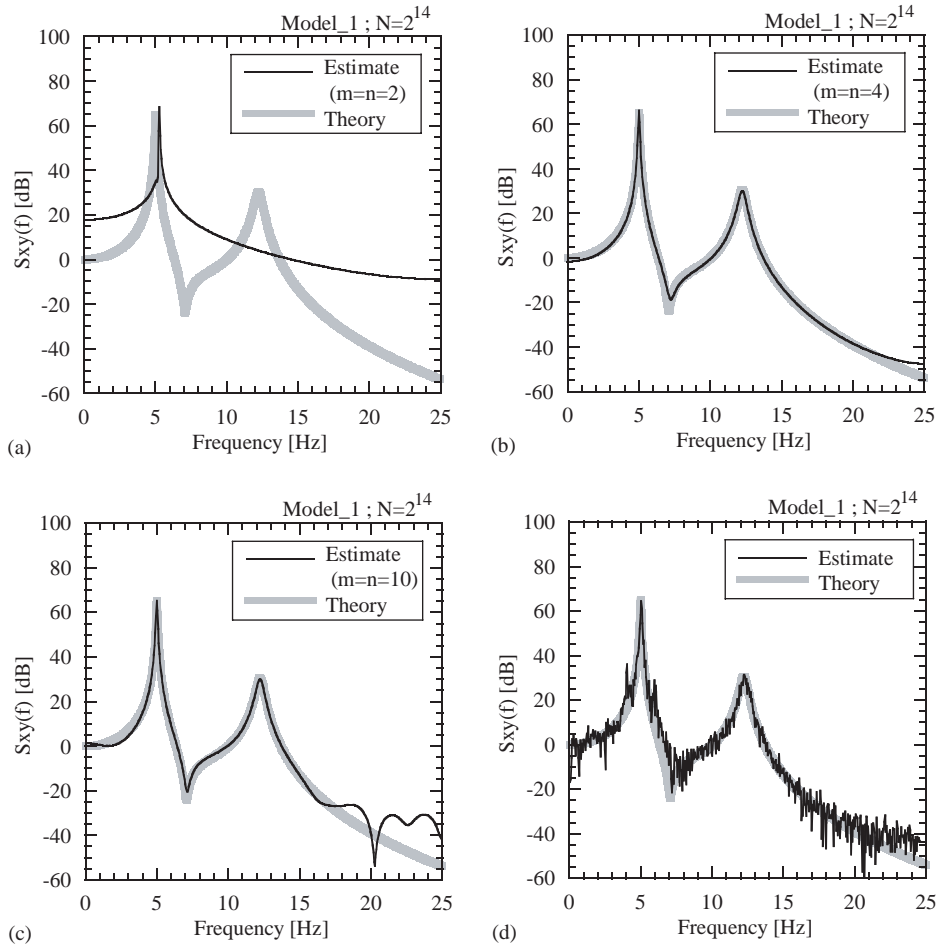 Model_1 ; N=2^14
100
80
60
40
20
0
-20
-40
-60
Sxy(f) [dB]
Estimate
(m=n=2)
Theory
0 5 10 15 20 25
Frequency [Hz]
(a)
Model_1 ; N=2^14
100
80
60
40
20
0
-20
-40
-60
Sxy(f) [dB]
Estimate
(m=n=4)
Theory
0 5 10 15 20 25
Frequency [Hz]
(b)
Model_1 ; N=2^14
100
80
60
40
20
0
-20
-40
-60
Sxy(f) [dB]
Estimate
(m=n=10)
Theory
0 5 10 15 20 25
Frequency [Hz]
(c)
Model_1 ; N=2^14
100
80
60
40
20
0
-20
-40
-60
Sxy(f) [dB]
Estimate
Theory
0 5 10 15 20 25
Frequency [Hz]
(d)